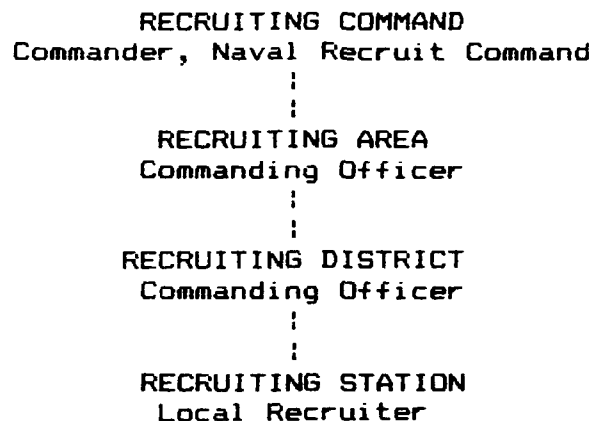 RECRUITING COMMAND
Commander, Naval Recruit Command
RECRUITING AREA
Commanding Officer
RECRUITING DISTRICT
Commanding Officer
RECRUITING STATION
Local Recruiter